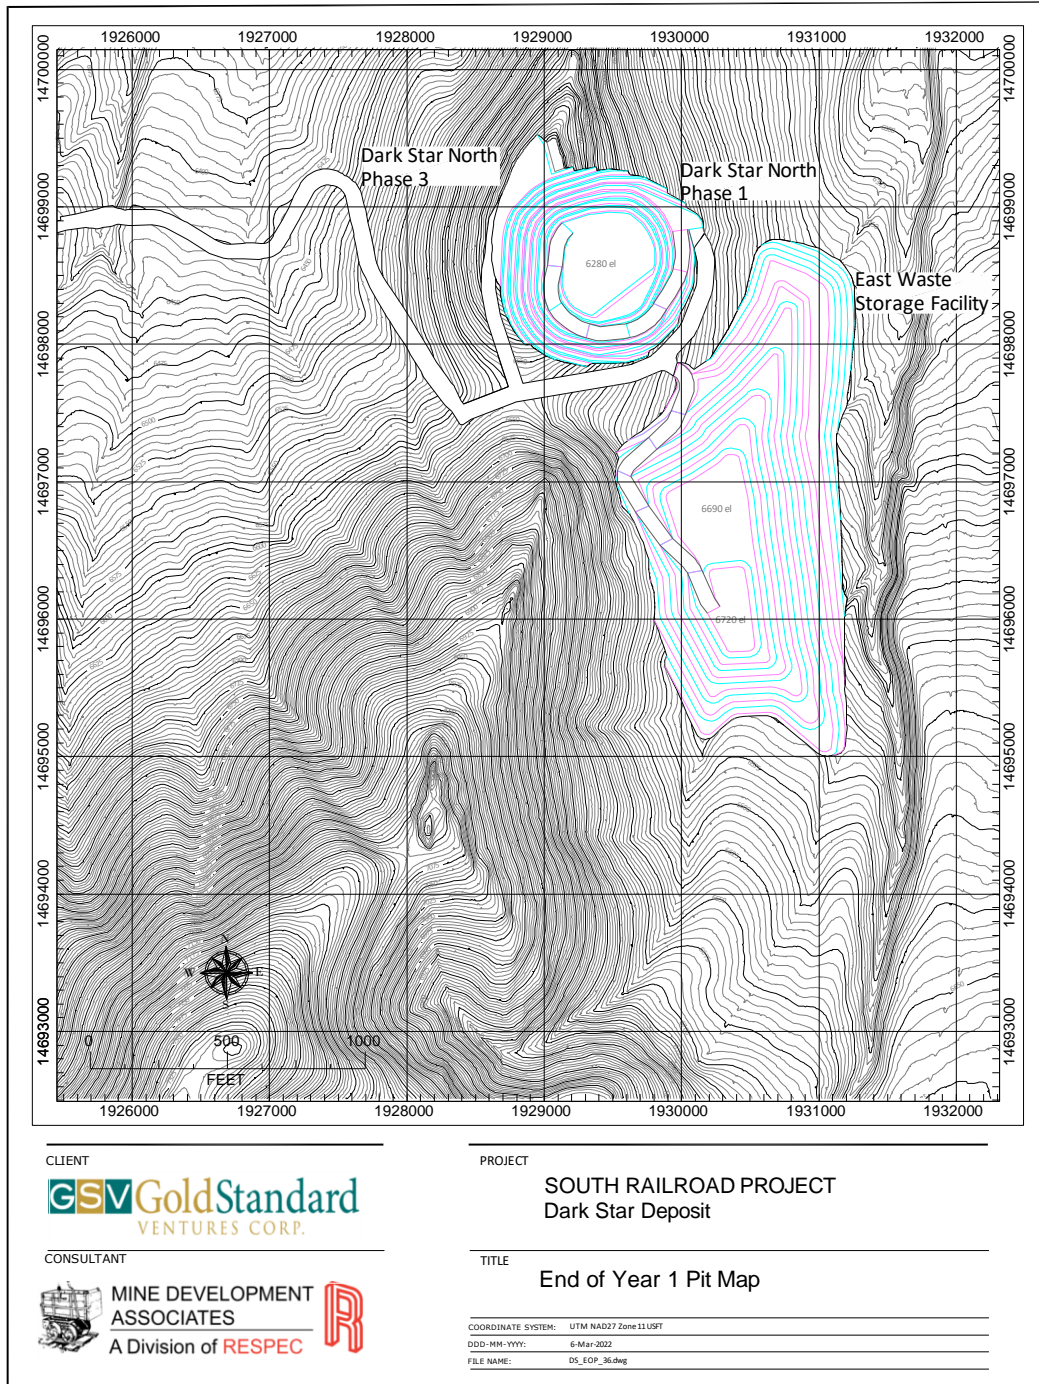 1926000 1927000 1928000 1929000 1930000 1931000 1932000
14700000
14700000
Dark Star North
Phase 3
Dark Star North
Phase 1
14699000
14699000
6280 el
East Waste
Storage Facility
14698000
14698000
14697000
14697000
6690 el
14696000
14696000
6720 el
14695000
14695000
14694000
14694000
N
W E
S
14693000
14693000
0 500 1000
FEET
1926000 1927000 1928000 1929000 1930000 1931000 1932000
CLIENT
GSV Gold Standard
VENTURES CORP.
CONSULTANT
MINE DEVELOPMENT
ASSOCIATES
A Division of RESPEC
R
PROJECT
SOUTH RAILROAD PROJECT
Dark Star Deposit
TITLE
End of Year 1 Pit Map
COORDINATE SYSTEM: UTM NAD27 Zone 11 USFT
DDD-MM-YYYY: 6-Mar-2022
FILE NAME: DS_EOP_36.dwg